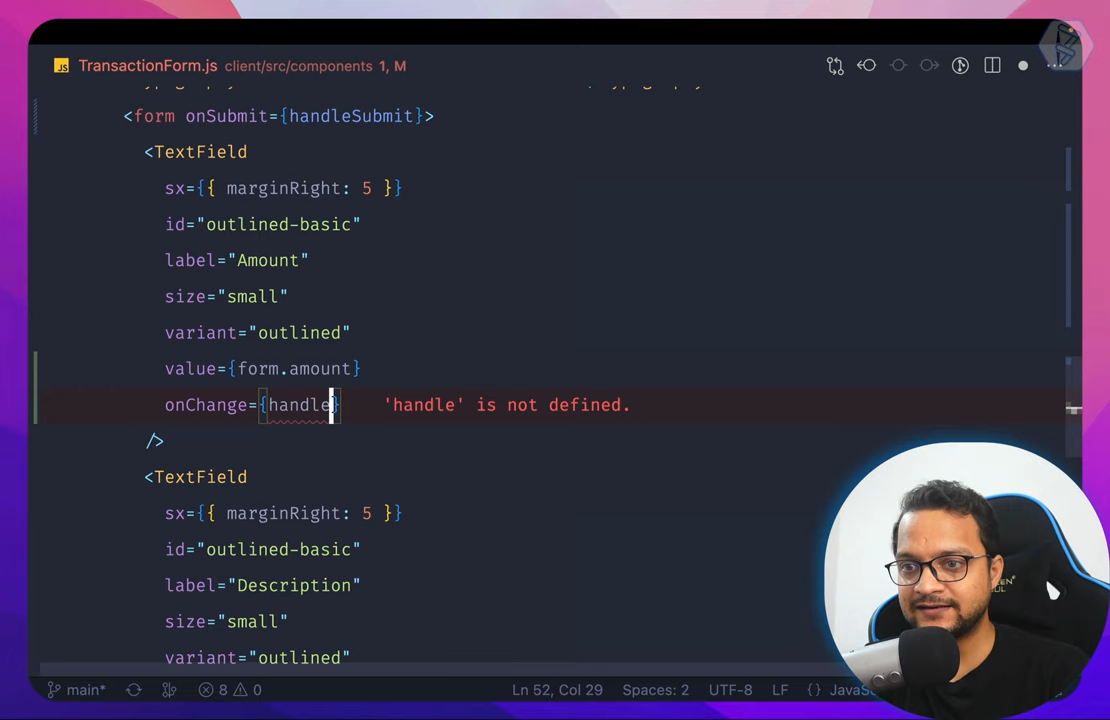 JS TransactionForm.js client/src/components 1, M
<form onSubmit={handleSubmit}>
<TextField
sx={{ marginRight: 5 }}
id="outlined-basic"
label="Amount"
size="small"
variant="outlined"
value={form.amount}
onChange={handle} 'handle' is not defined.
/>
<TextField
sx={{ marginRight: 5 }}
id="outlined-basic"
label="Description"
size="small"
variant="outlined"
main* 8 0 Ln 52, Col 29 Spaces: 2 UTF-8 LF {}